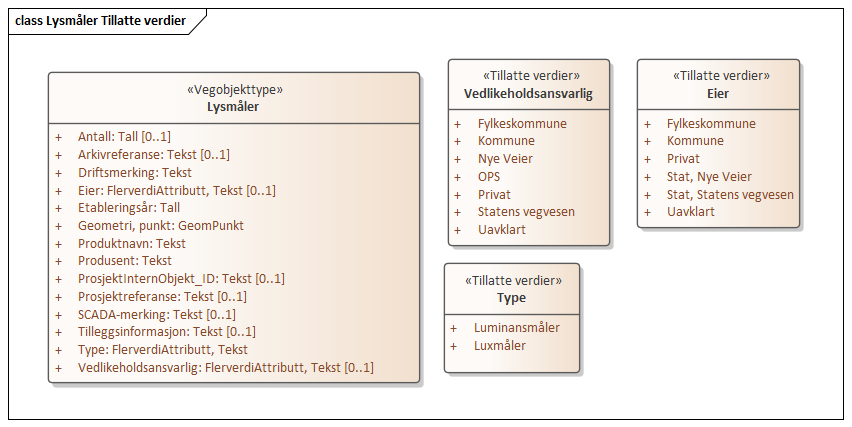 class Lysmåler Tillatte verdier
«Vegobjekttype»
Lysmåler
+ Antall: Tall [0..1]
+ Arkivreferanse: Tekst [0..1]
+ Driftsmerking: Tekst
+ Eier: FlerverdiAttributt, Tekst [0..1]
+ Etableringsår: Tall
+ Geometri, punkt: GeomPunkt
+ Produktnavn: Tekst
+ Produsent: Tekst
+ ProsjektInternObjekt_ID: Tekst [0..1]
+ Prosjektreferanse: Tekst [0..1]
+ SCADA-merking: Tekst [0..1]
+ Tilleggsinformasjon: Tekst [0..1]
+ Type: FlerverdiAttributt, Tekst
+ Vedlikeholdsansvarlig: FlerverdiAttributt, Tekst [0..1]
«Tillatte verdier»
Vedlikeholdsansvarlig
+ Fylkeskommune
+ Kommune
+ Nye Veier
+ OPS
+ Privat
+ Statens vegvesen
+ Uavklart
«Tillatte verdier»
Eier
+ Fylkeskommune
+ Kommune
+ Privat
+ Stat, Nye Veier
+ Stat, Statens vegvesen
+ Uavklart
«Tillatte verdier»
Type
+ Luminansmåler
+ Luxmåler